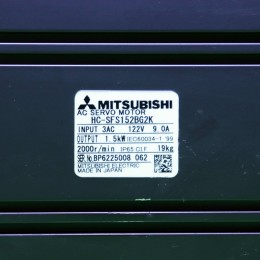 MITSUBISHI
AC SERVO MOTOR
HC-SFS152BG2K
INPUT 3AC 122V 9.0A
OUTPUT 1.5kW IEC60034-1 '99
2000r/min IP65 Cl.F 19kg
SER.No.BP6225008 062
MITSUBISHI ELECTRIC
MADE IN JAPAN